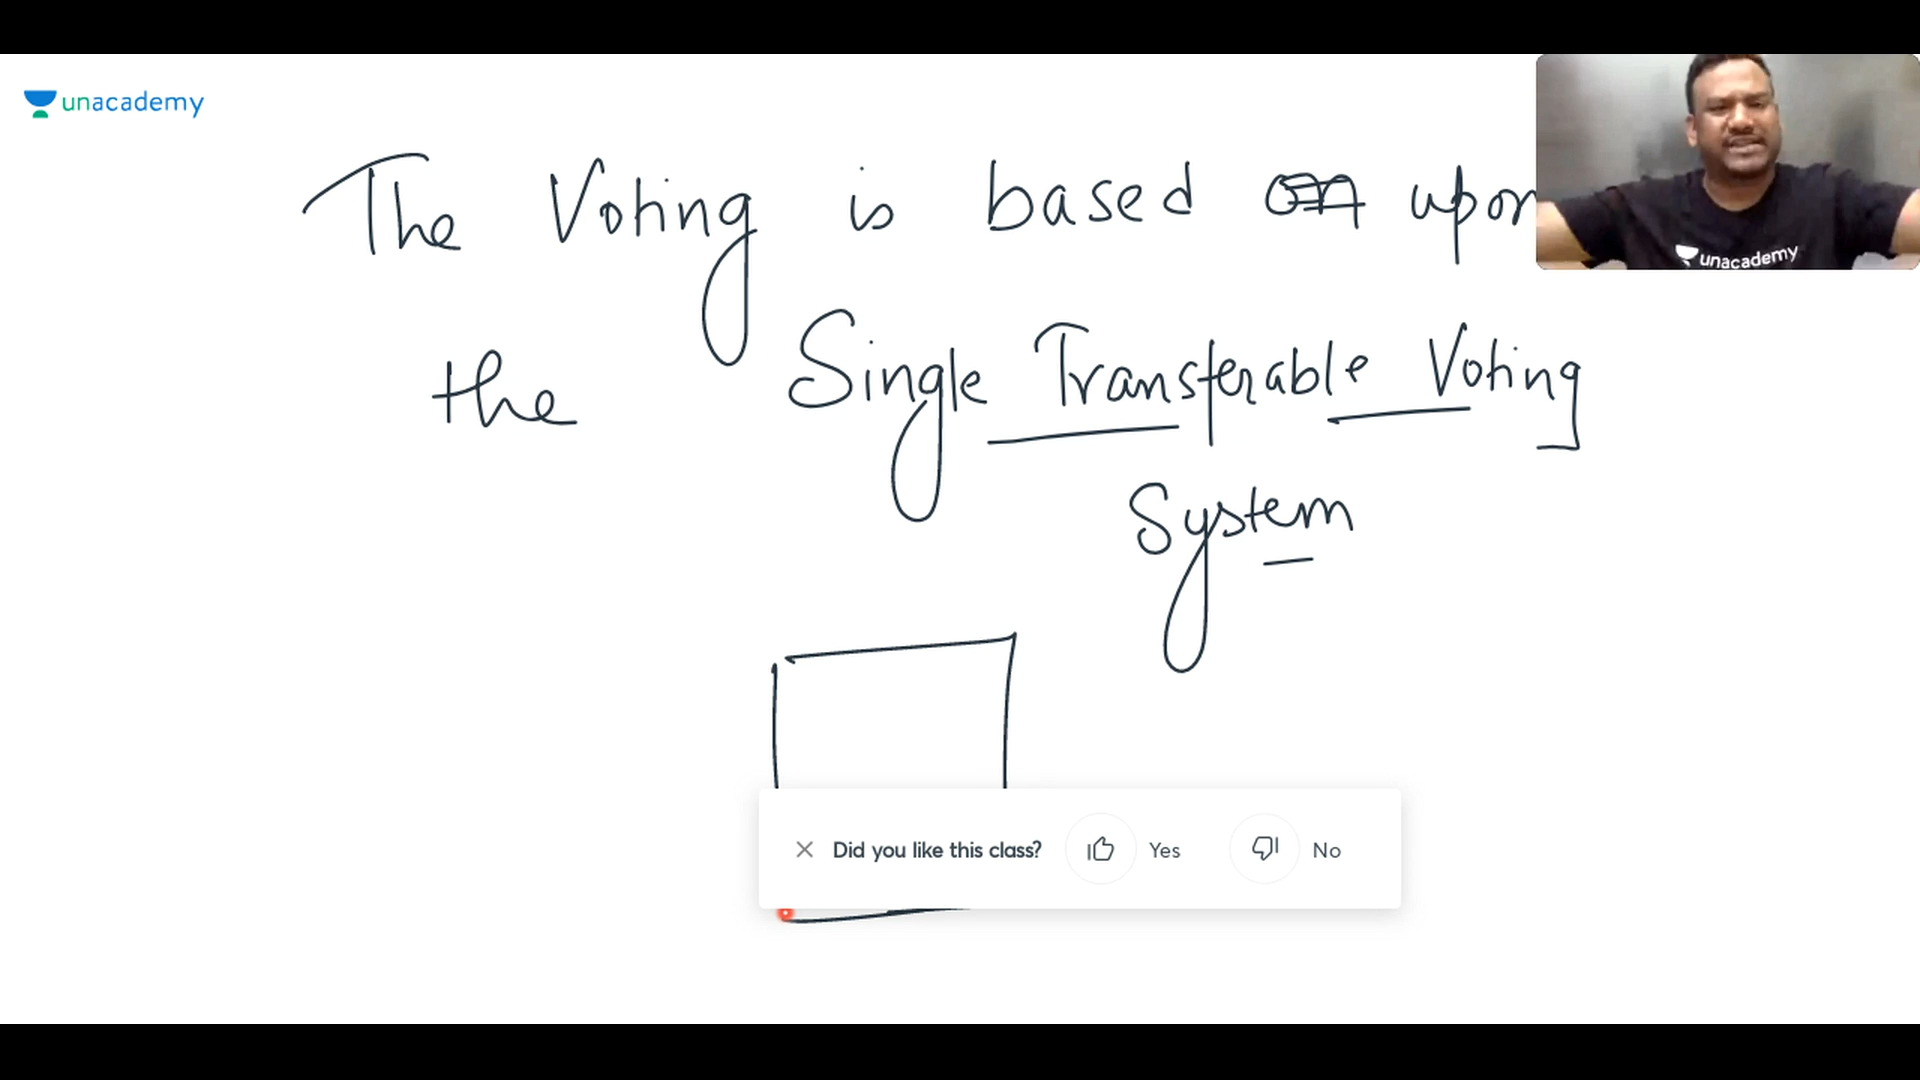 unacademy
The Voting is based on upon
the Single Transferable Voting
System
unacademy
Did you like this class? Yes No